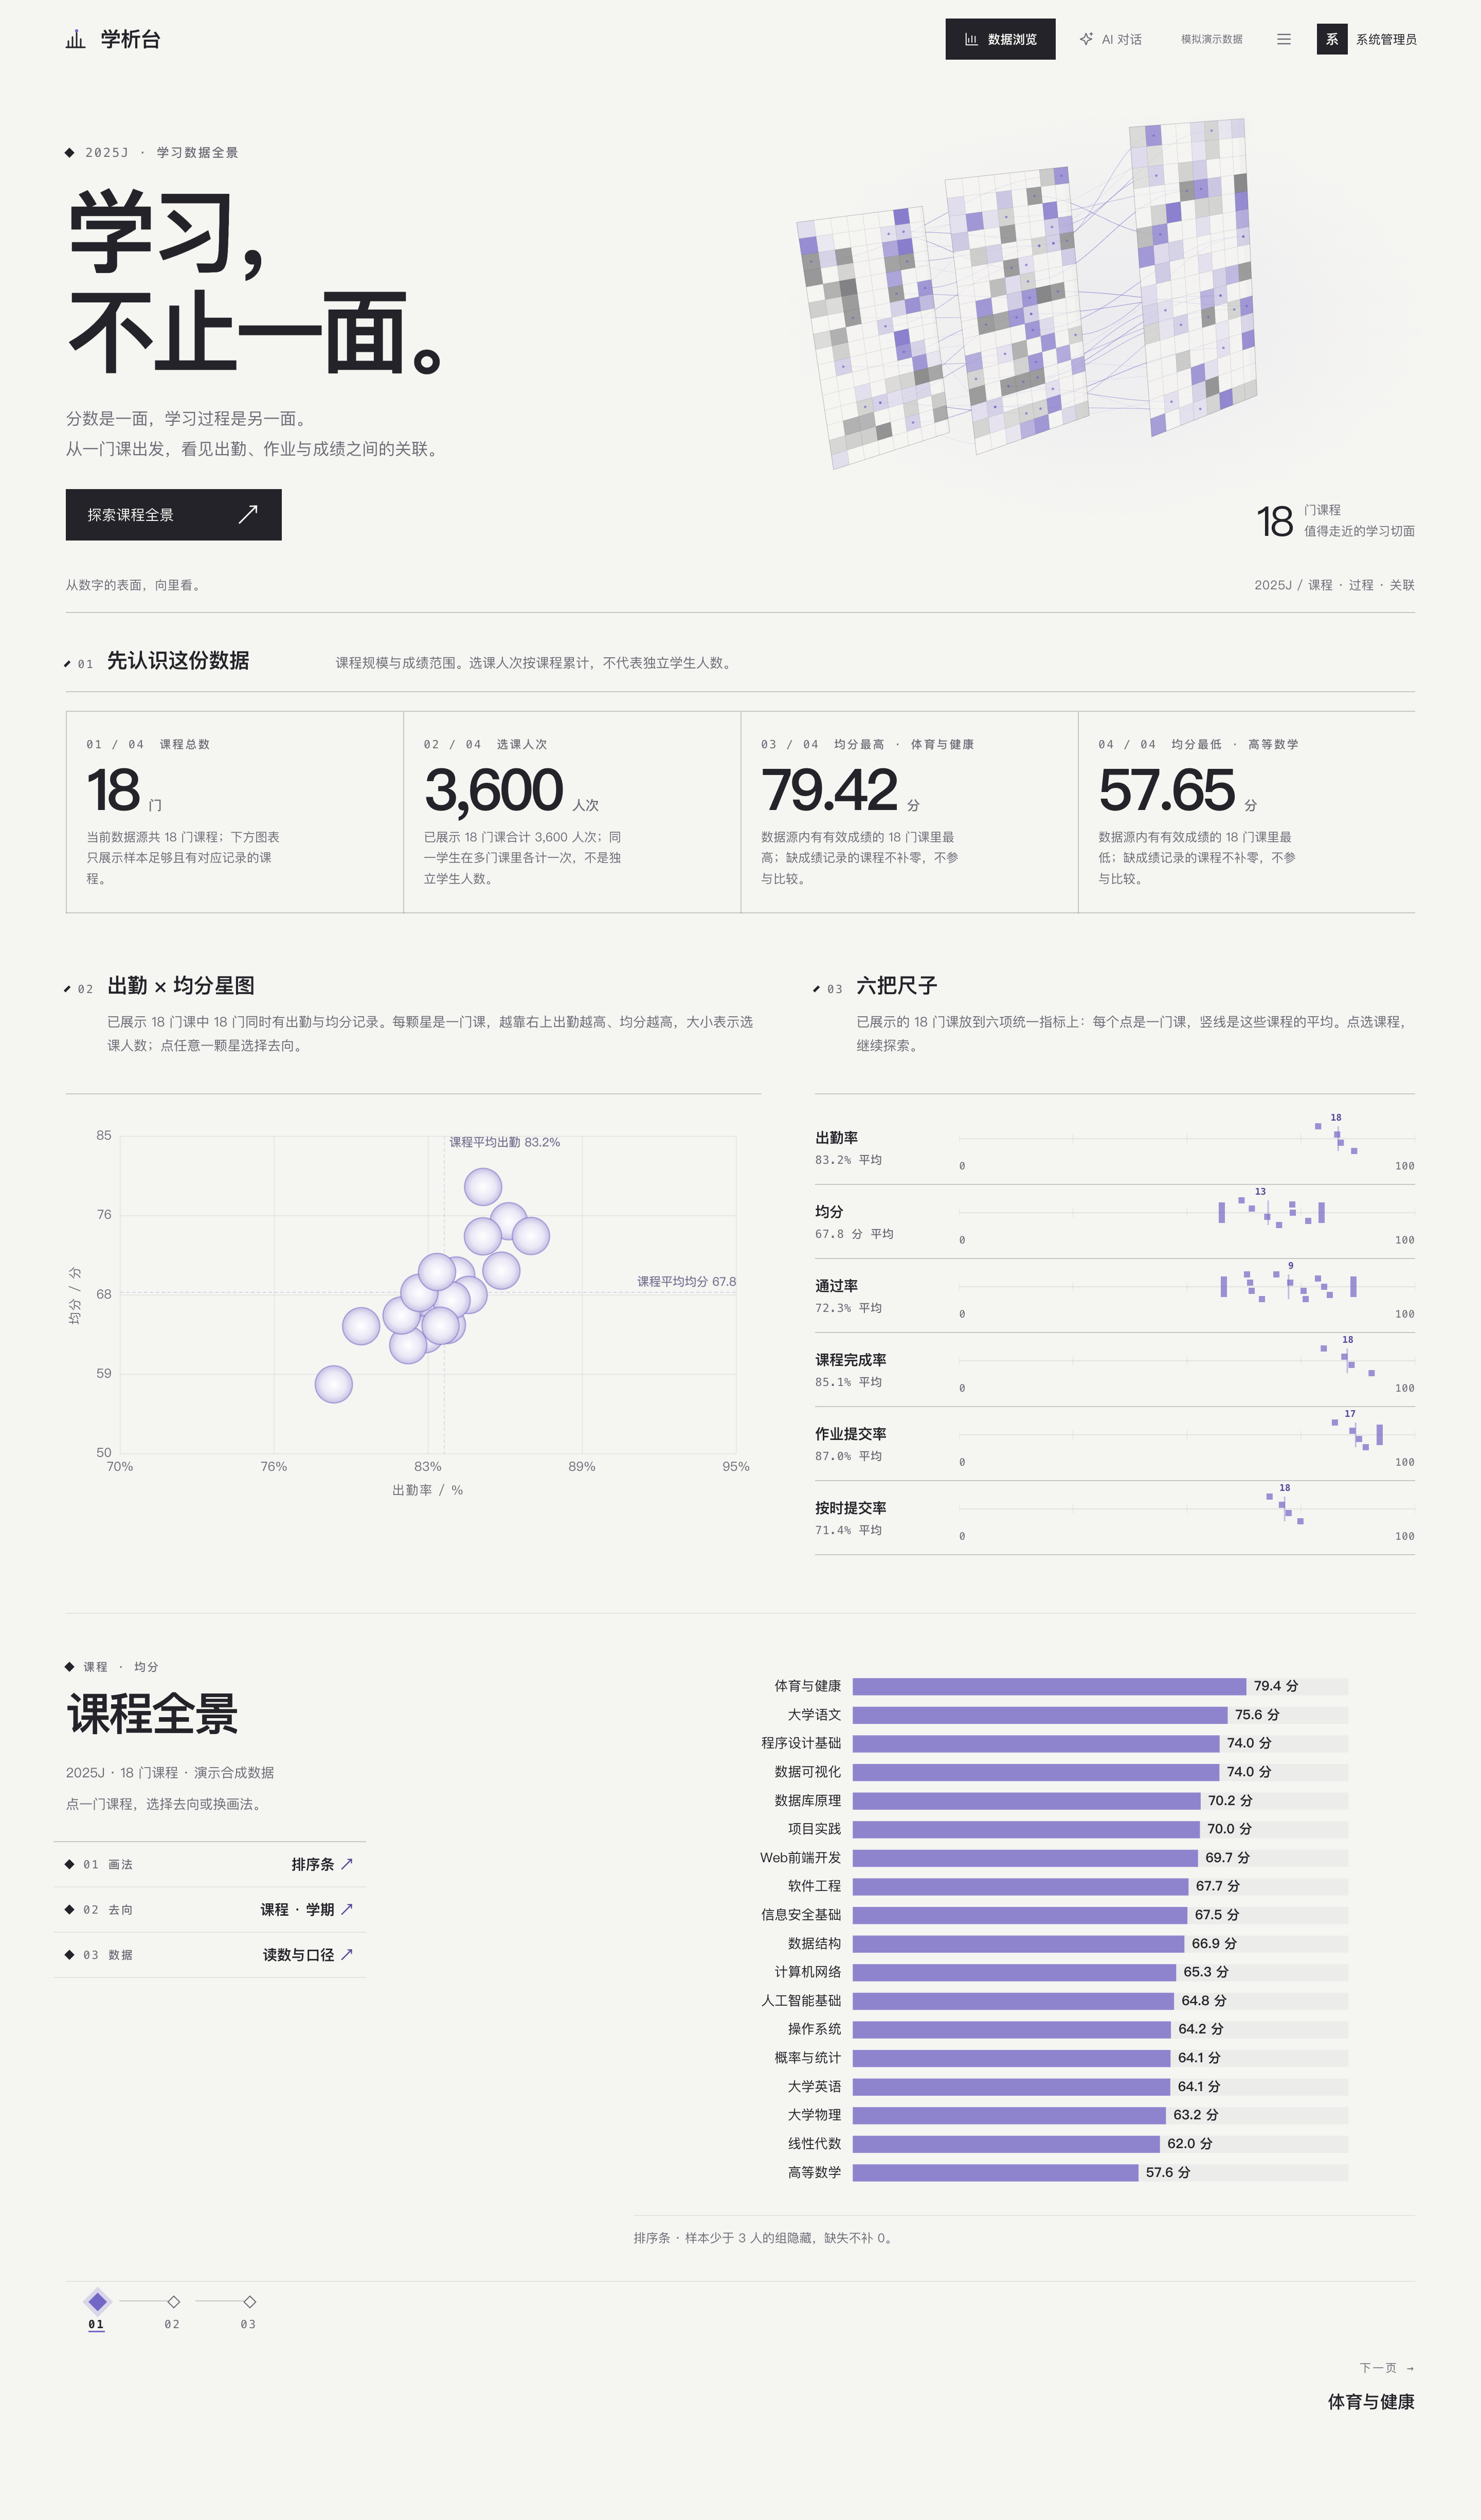 学析台
数据浏览
AI 对话
模拟演示数据
系
系统管理员
2025J · 学习数据全景
学习，
不止一面。
分数是一面，学习过程是另一面。
从一门课出发，看见出勤、作业与成绩之间的关联。
探索课程全景
18
门课程
值得走近的学习切面
从数字的表面，向里看。
2025J / 课程 · 过程 · 关联
01 先认识这份数据
课程规模与成绩范围。选课人次按课程累计，不代表独立学生人数。
01 / 04 课程总数
18 门
当前数据源共 18 门课程；下方图表
只展示样本足够且有对应记录的课
程。
02 / 04 选课人次
3,600 人次
已展示 18 门课合计 3,600 人次；同
一学生在多门课里各计一次，不是独
立学生人数。
03 / 04 均分最高 · 体育与健康
79.42 分
数据源内有有效成绩的 18 门课里最
高；缺成绩记录的课程不补零，不参
与比较。
04 / 04 均分最低 · 高等数学
57.65 分
数据源内有有效成绩的 18 门课里最
低；缺成绩记录的课程不补零，不参
与比较。
02 出勤 × 均分星图
已展示 18 门课中 18 门同时有出勤与均分记录。每颗星是一门课，越靠右上出勤越高、均分越高，大小表示选
课人数；点任意一颗星选择去向。
85
76
68
59
50
均分 / 分
课程平均出勤 83.2%
课程平均均分 67.8
70%
76%
83%
89%
95%
出勤率 / %
03 六把尺子
已展示的 18 门课放到六项统一指标上：每个点是一门课，竖线是这些课程的平均。点选课程，
继续探索。
出勤率
83.2% 平均
18
0
100
均分
67.8 分 平均
13
0
100
通过率
72.3% 平均
9
0
100
课程完成率
85.1% 平均
18
0
100
作业提交率
87.0% 平均
17
0
100
按时提交率
71.4% 平均
18
0
100
课程 · 均分
课程全景
2025J · 18 门课程 · 演示合成数据
点一门课程，选择去向或换画法。
01 画法 排序条
02 去向 课程 · 学期
03 数据 读数与口径
体育与健康 79.4 分
大学语文 75.6 分
程序设计基础 74.0 分
数据可视化 74.0 分
数据库原理 70.2 分
项目实践 70.0 分
Web前端开发 69.7 分
软件工程 67.7 分
信息安全基础 67.5 分
数据结构 66.9 分
计算机网络 65.3 分
人工智能基础 64.8 分
操作系统 64.2 分
概率与统计 64.1 分
大学英语 64.1 分
大学物理 63.2 分
线性代数 62.0 分
高等数学 57.6 分
排序条 · 样本少于 3 人的组隐藏，缺失不补 0。
01
02
03
下一页 →
体育与健康